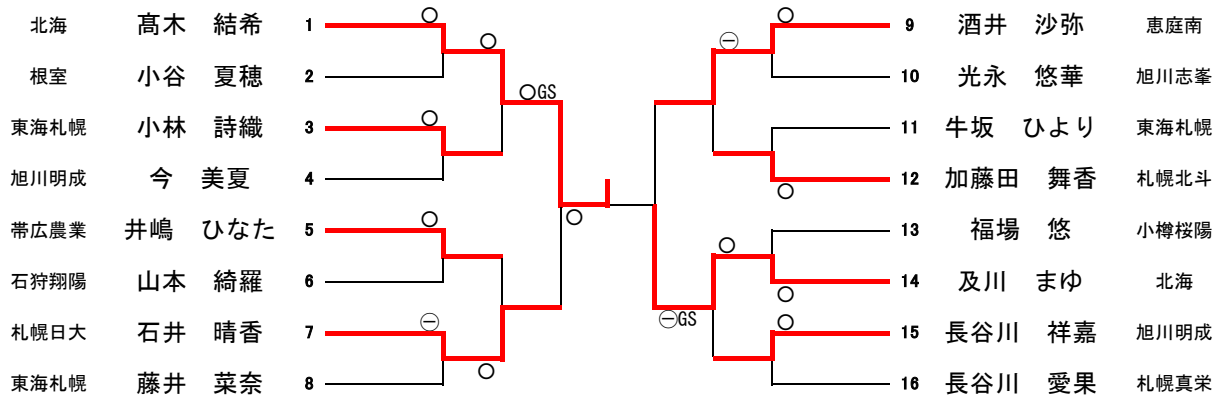 北海 髙木 結希 1 ○ ○ 9 酒井 沙弥 恵庭南
○ ㊀
根室 小谷 夏穂 2 10 光永 悠華 旭川志峯
○GS
東海札幌 小林 詩織 3 ○ 11 牛坂 ひより 東海札幌
旭川明成 今 美夏 4 12 加藤田 舞香 札幌北斗
○
帯広農業 井嶋 ひなた 5 ○ ○ 13 福場 悠 小樽桜陽
○
石狩翔陽 山本 綺羅 6 14 及川 まゆ 北海
○
札幌日大 石井 晴香 7 ㊀ ㊀GS ○ 15 長谷川 祥嘉 旭川明成
○
東海札幌 藤井 菜奈 8 16 長谷川 愛果 札幌真栄